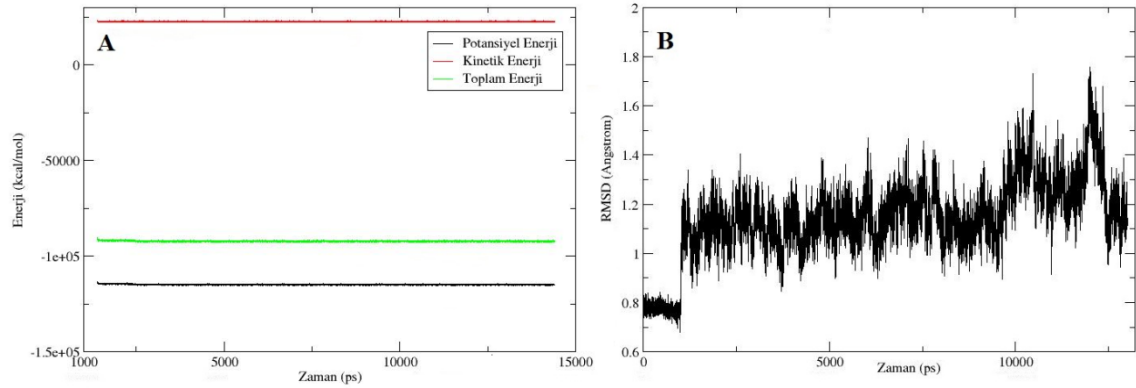 A
Potansiyel Enerji
Kinetik Enerji
Toplam Enerji
0
-50000
-1e+05
-1.5e+05
Enerji (kcal/mol)
1000
5000
10000
15000
Zaman (ps)
B
2
1.8
1.6
1.4
1.2
1
0.8
0.6
RMSD (Angstrom)
0
5000
10000
Zaman (ps)